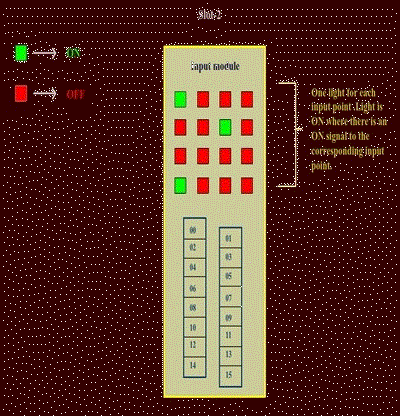 Slot-2
ON
OFF
Input module
One light for each
input point. Light is
ON where there is an
ON signal to the
corresponding input
point.
00
01
02
03
04
05
06
07
08
09
10
11
12
13
14
15